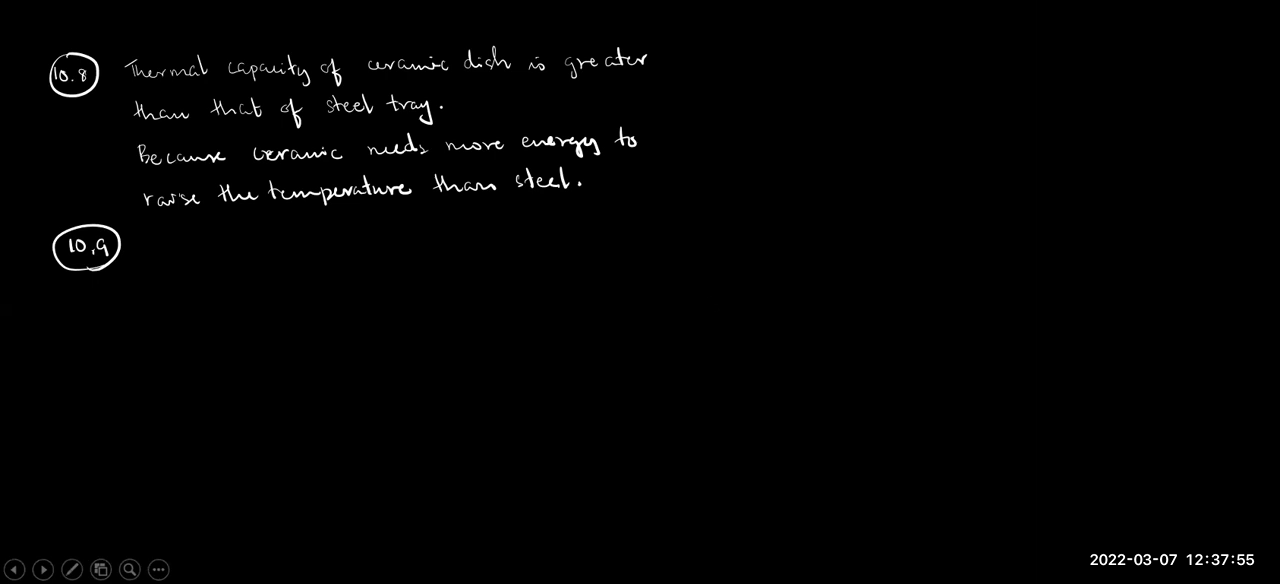 10.8 Thermal capacity of ceramic dish is greater
than that of steel tray.
Because ceramic needs more energy to
raise the temperature than steel.
10.9
2022-03-07 12:37:55